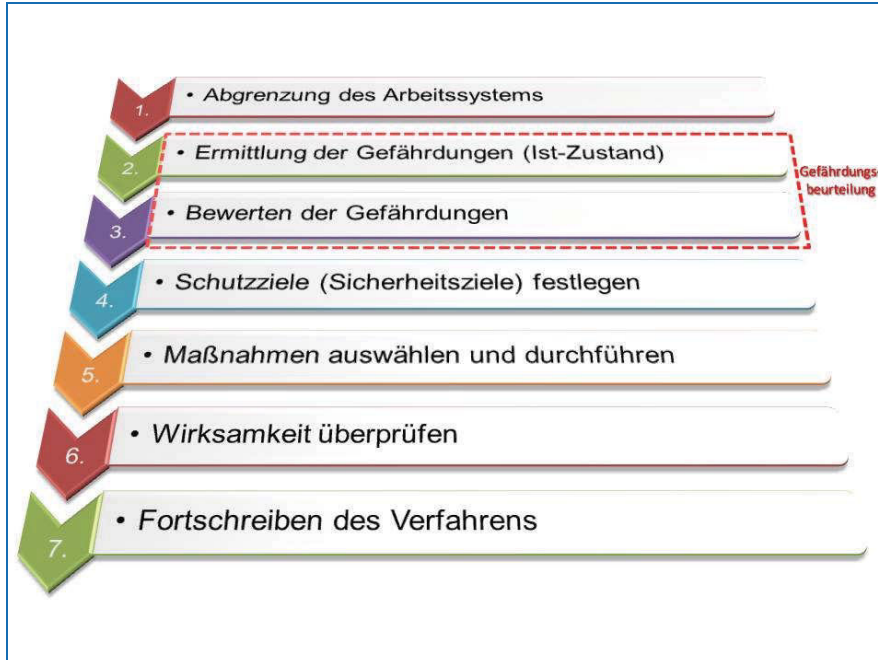 1. • Abgrenzung des Arbeitssystems
2. • Ermittlung der Gefährdungen (Ist-Zustand)
Gefährdungs-
beurteilung
3. • Bewerten der Gefährdungen
4. • Schutzziele (Sicherheitsziele) festlegen
5. • Maßnahmen auswählen und durchführen
6. • Wirksamkeit überprüfen
7. • Fortschreiben des Verfahrens